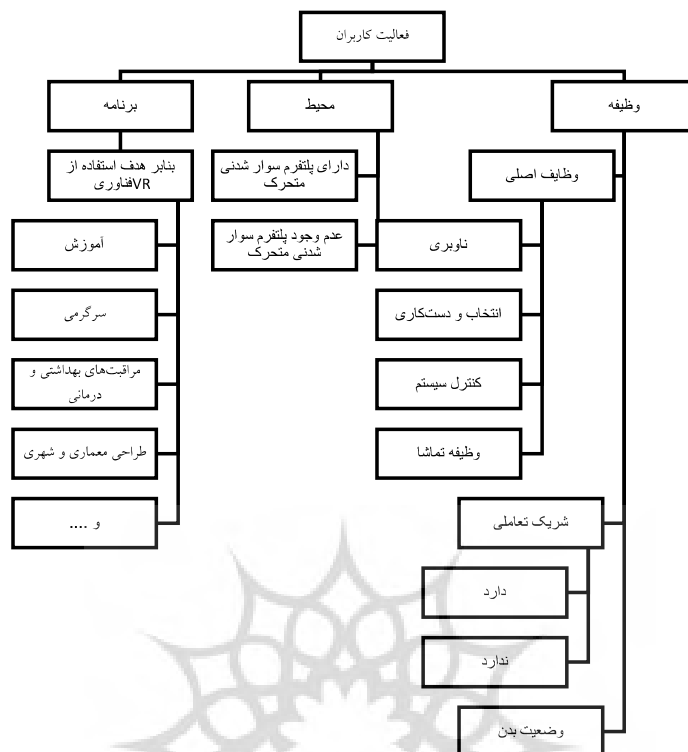 فعالیت کاربران
وظیفه
محیط
برنامه
وظایف اصلی
ناوبری
انتخاب و دست‌کاری
کنترل سیستم
وظیفه تماشا
شریک تعاملی
دارد
ندارد
وضعیت بدن
دارای پلتفرم سوار شدنی
متحرک
عدم وجود پلتفرم سوار
شدنی متحرک
بنابر هدف استفاده از
فناوریVR
آموزش
سرگرمی
مراقبت‌های بهداشتی و
درمانی
طراحی معماری و شهری
و ....